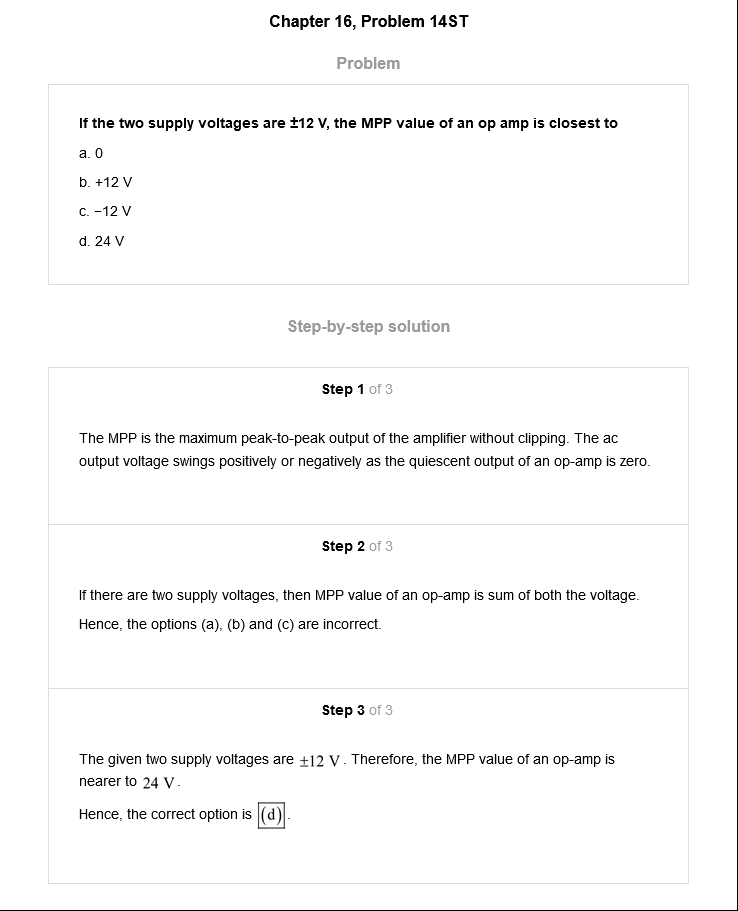 Chapter 16, Problem 14ST
Problem
If the two supply voltages are ±12 V, the MPP value of an op amp is closest to
a. 0
b. +12 V
c. −12 V
d. 24 V
Step-by-step solution
Step 1 of 3
The MPP is the maximum peak-to-peak output of the amplifier without clipping. The ac
output voltage swings positively or negatively as the quiescent output of an op-amp is zero.
Step 2 of 3
If there are two supply voltages, then MPP value of an op-amp is sum of both the voltage.
Hence, the options (a), (b) and (c) are incorrect.
Step 3 of 3
The given two supply voltages are ±12 V. Therefore, the MPP value of an op-amp is
nearer to 24 V.
Hence, the correct option is (d).